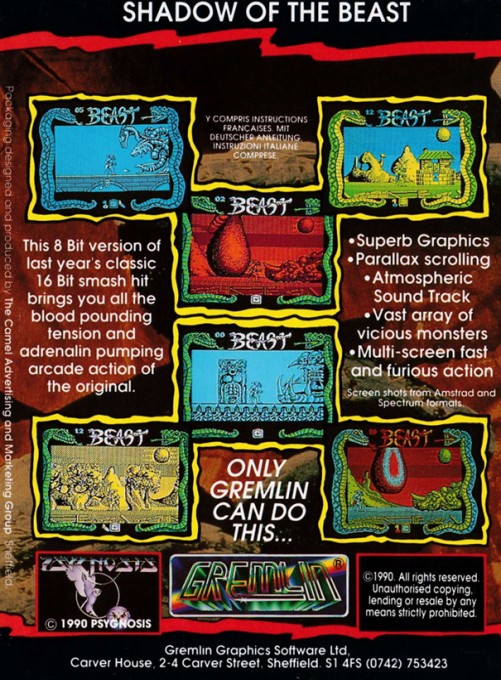 SHADOW OF THE BEAST
05 BEAST
Y COMPRIS INSTRUCTIONS
FRANCAISES. MIT
DEUTSCHER ANLEITUNG
INSTRUZIONI ITALIANE
COMPRESE.
12 BEAST
02 BEAST
This 8 Bit version of
last year's classic
16 Bit smash hit
brings you all the
blood pounding
tension and
adrenalin pumping
arcade action of
the original.
•Superb Graphics
•Parallax scrolling
•Atmospheric
Sound Track
•Vast array of
vicious monsters
•Multi-screen fast
and furious action
Screen shots from Amstrad and
Spectrum formats.
00 BEAST
12 BEAST
BEAST
ONLY
GREMLIN
CAN DO
THIS...
PSYGNOSIS
© 1990 PSYGNOSIS
GREMLIN®
©1990. All rights reserved.
Unauthorised copying,
lending or resale by any
means strictly prohibited.
Gremlin Graphics Software Ltd,
Carver House, 2-4 Carver Street, Sheffield. S1 4FS (0742) 753423
Packaging designed and produced by The Camel Advertising and Marketing Group, Sheffield